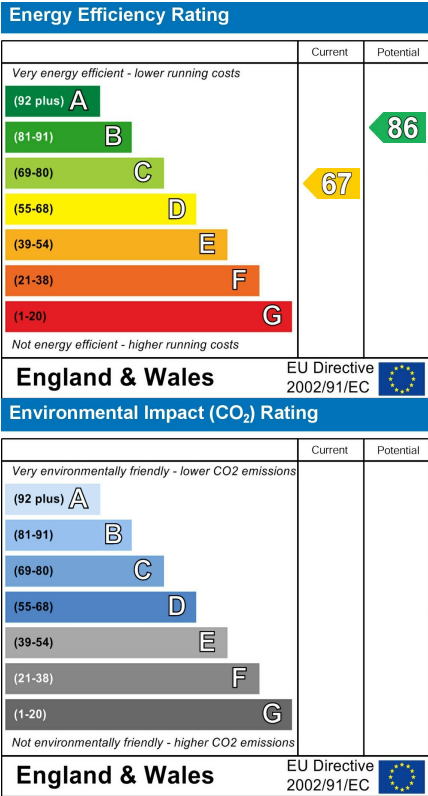 Energy Efficiency Rating
Current Potential
Very energy efficient - lower running costs
(92 plus) A
(81-91) B
86
(69-80) C
67
(55-68) D
(39-54) E
(21-38) F
(1-20) G
Not energy efficient - higher running costs
England & Wales
EU Directive
2002/91/EC
Environmental Impact (CO₂) Rating
Current Potential
Very environmentally friendly - lower CO2 emissions
(92 plus) A
(81-91) B
(69-80) C
(55-68) D
(39-54) E
(21-38) F
(1-20) G
Not environmentally friendly - higher CO2 emissions
England & Wales
EU Directive
2002/91/EC